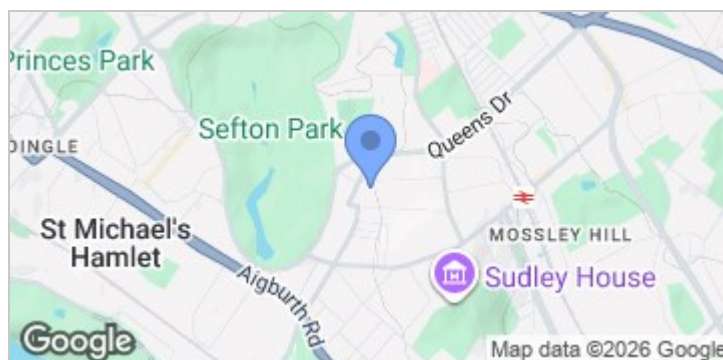 Princes Park
DINGLE
Sefton Park
Queens Dr
St Michael's
Hamlet
MOSSLEY HILL
Aigburth Rd
Sudley House
Google
Map data ©2026 Google